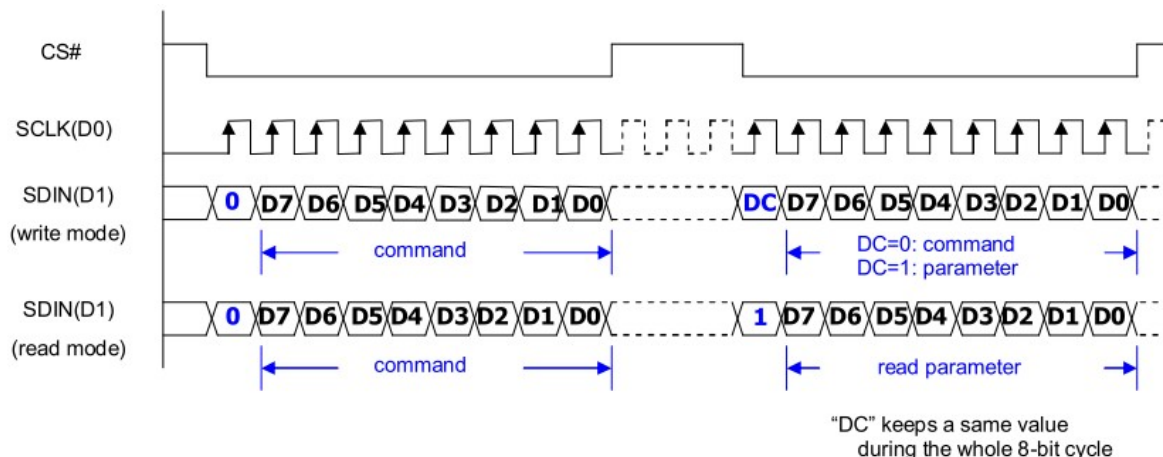 CS#
SCLK(D0)
SDIN(D1) 0 D7 D6 D5 D4 D3 D2 D1 D0 DC D7 D6 D5 D4 D3 D2 D1 D0
(write mode) command DC=0: command
DC=1: parameter
SDIN(D1) 0 D7 D6 D5 D4 D3 D2 D1 D0 1 D7 D6 D5 D4 D3 D2 D1 D0
(read mode) command read parameter
“DC” keeps a same value
during the whole 8-bit cycle